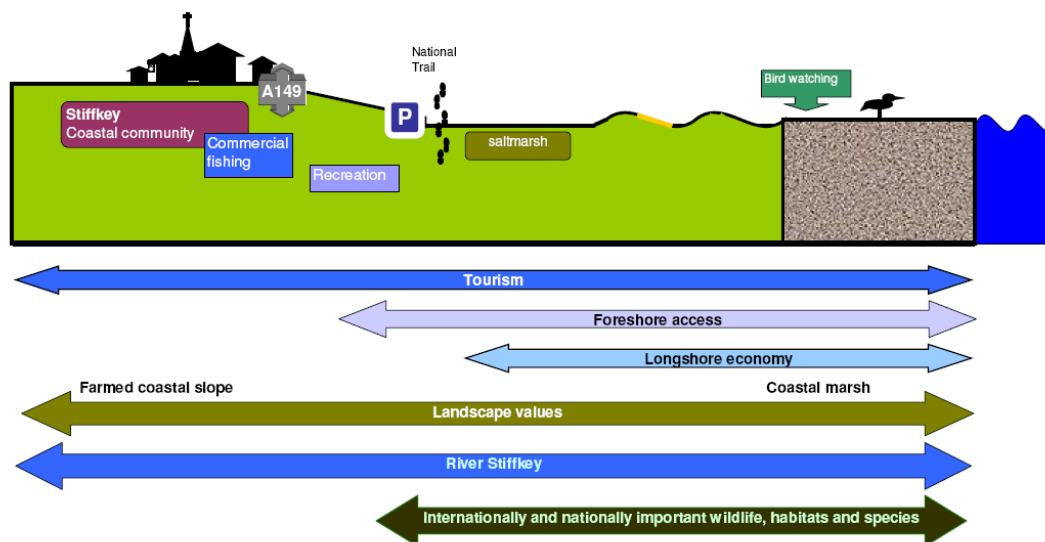 National
Trail
Bird watching
A149
P
Stiffkey
Coastal community
Commercial
fishing
saltmarsh
Recreation
Tourism
Foreshore access
Longshore economy
Farmed coastal slope
Coastal marsh
Landscape values
River Stiffkey
Internationally and nationally important wildlife, habitats and species